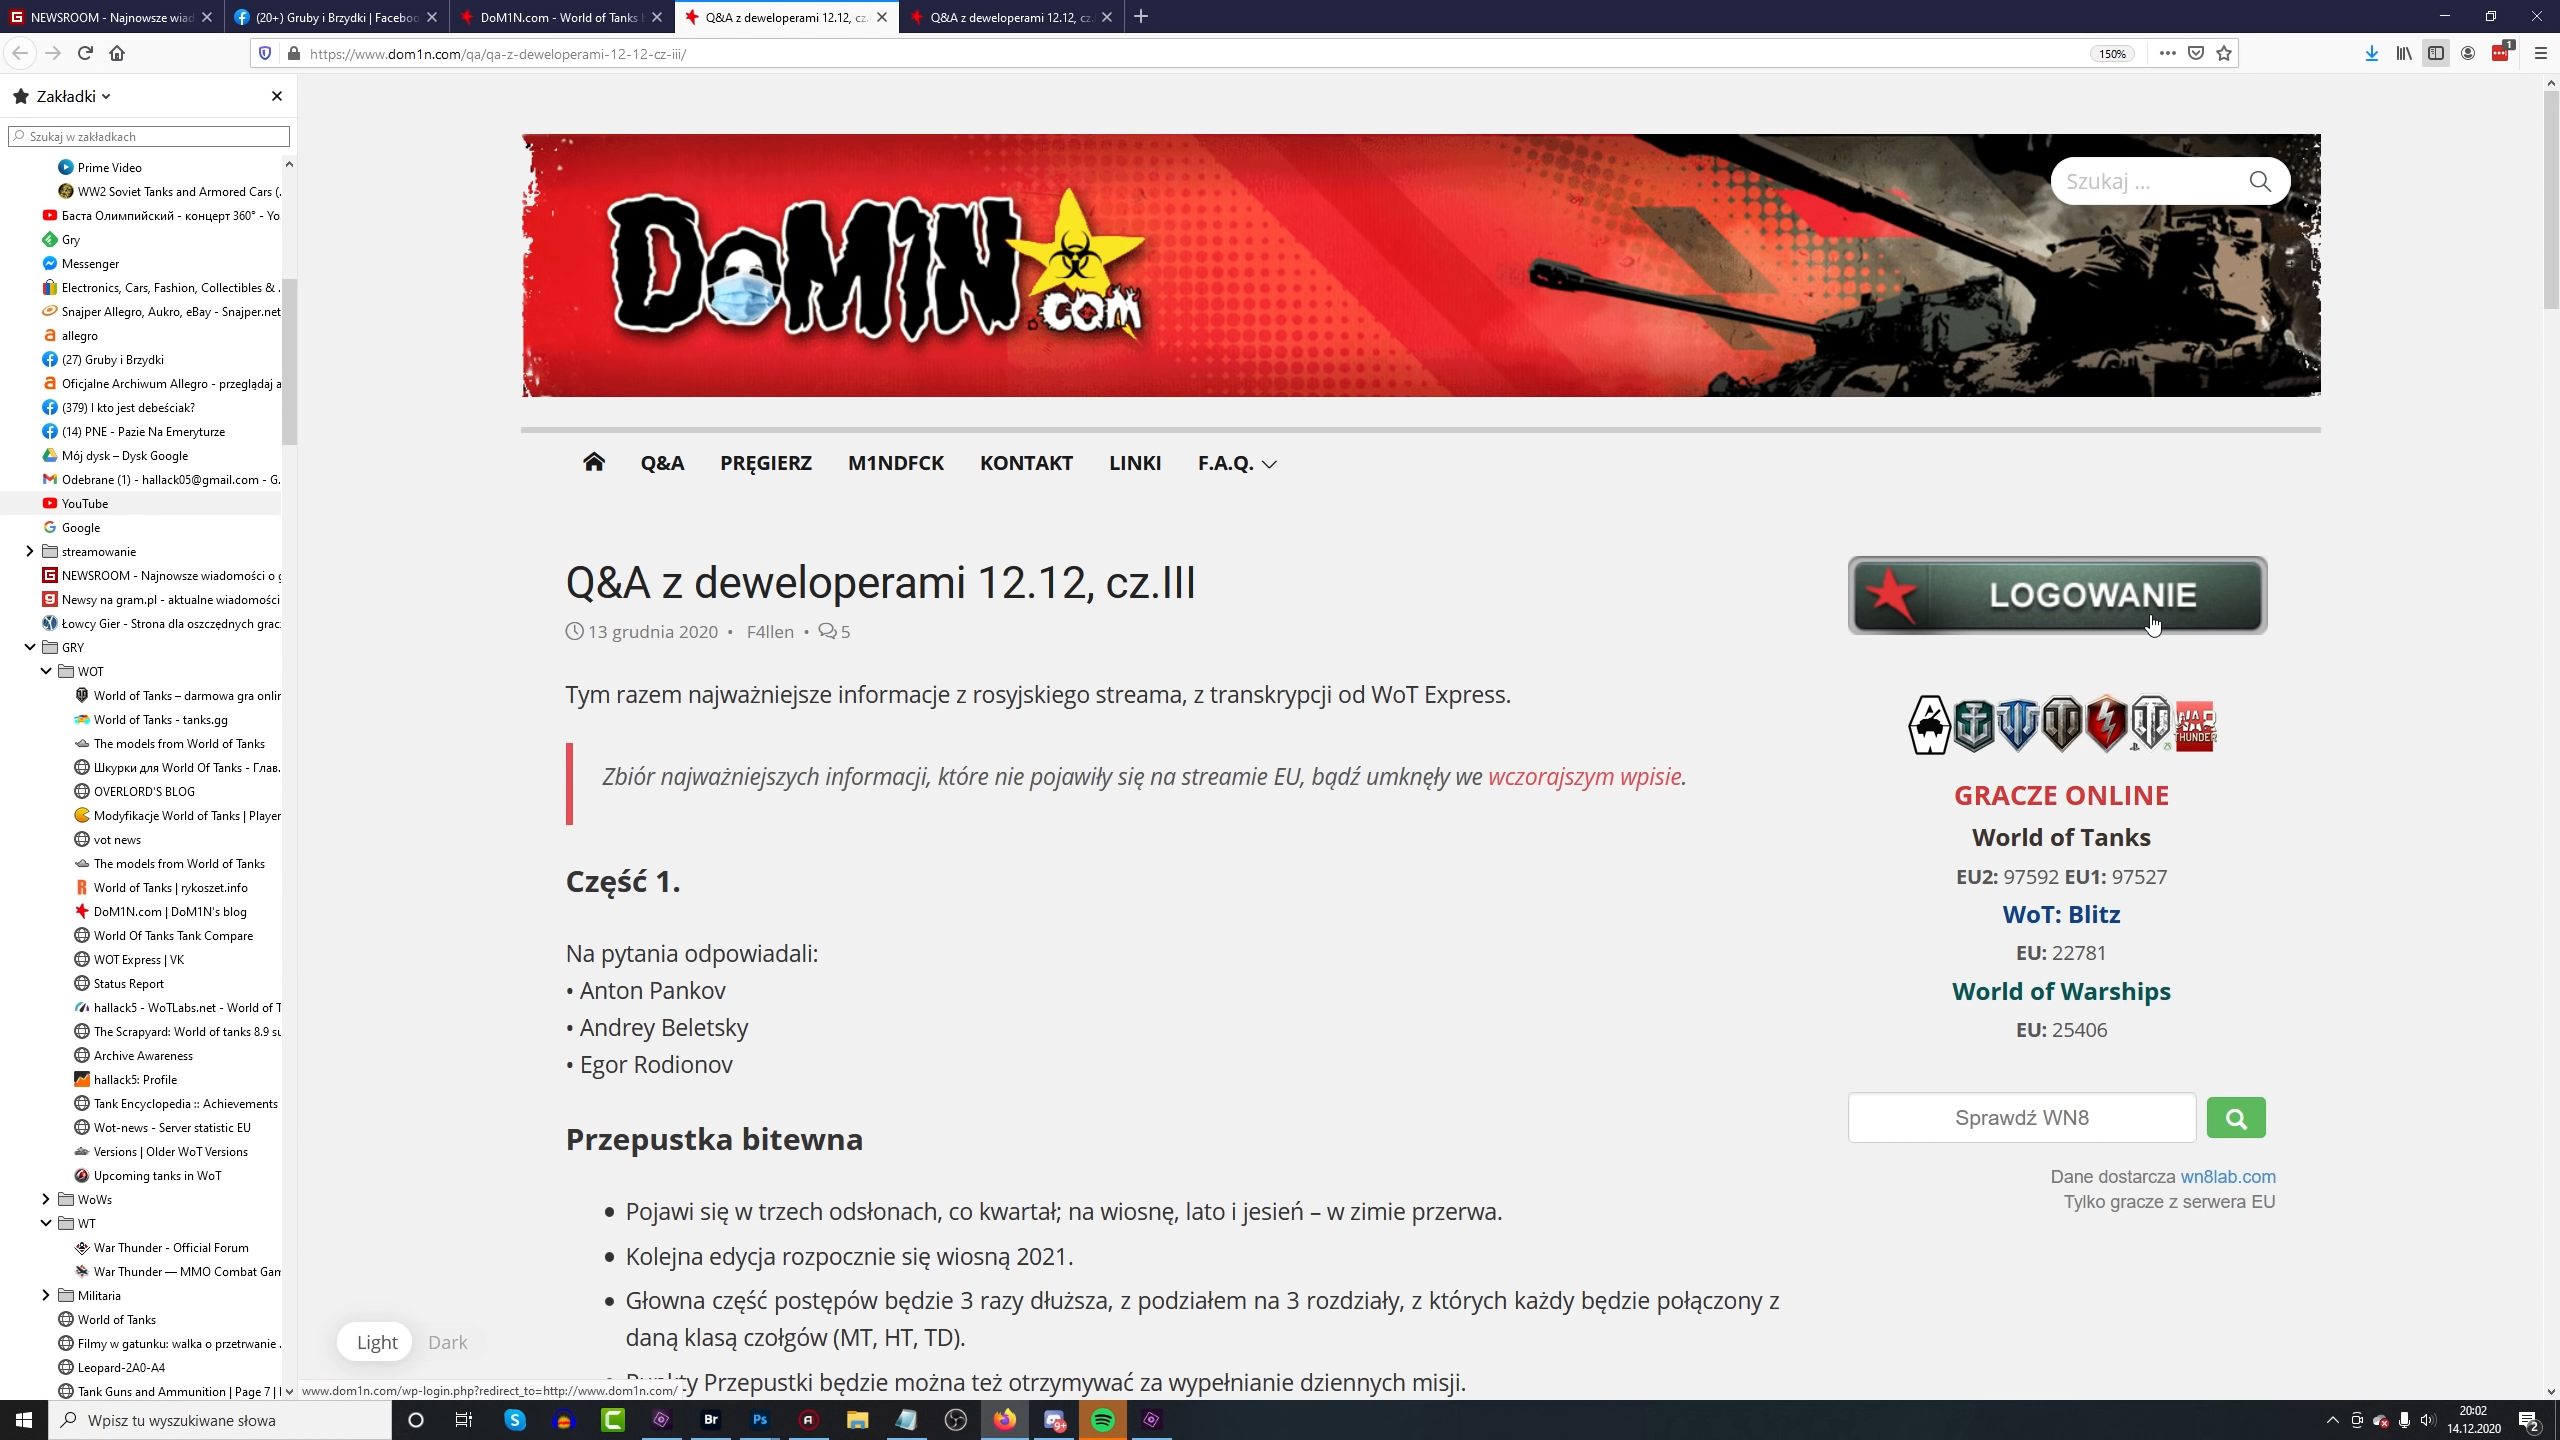 NEWSROOM - Najnowsze wiad
(20+) Gruby i Brzydki | Faceboo
DoM1N.com - World of Tanks b
Q&A z deweloperami 12.12, cz.
Q&A z deweloperami 12.12, cz.
https://www.dom1n.com/qa/qa-z-deweloperami-12-12-cz-iii/
150%
1
Zakładki
Szukaj w zakładkach
Prime Video
WW2 Soviet Tanks and Armored Cars (.
Баста Олимпийский - концерт 360° - Yo
Gry
Messenger
Electronics, Cars, Fashion, Collectibles & .
Snajper Allegro, Aukro, eBay - Snajper.net
allegro
(27) Gruby i Brzydki
Oficjalne Archiwum Allegro - przeglądaj a
(379) I kto jest debeściak?
(14) PNE - Pazie Na Emeryturze
Mój dysk – Dysk Google
Odebrane (1) - hallack05@gmail.com - G.
YouTube
Google
streamowanie
NEWSROOM - Najnowsze wiadomości o g
Newsy na gram.pl - aktualne wiadomości
Łowcy Gier - Strona dla oszczędnych grac
GRY
WOT
World of Tanks – darmowa gra onlin
World of Tanks - tanks.gg
The models from World of Tanks
Шкурки для World Of Tanks - Глав.
OVERLORD'S BLOG
Modyfikacje World of Tanks | Player
vot news
The models from World of Tanks
World of Tanks | rykoszet.info
DoM1N.com | DoM1N's blog
World Of Tanks Tank Compare
WOT Express | VK
Status Report
hallack5 - WoTLabs.net - World of T
The Scrapyard: World of tanks 8.9 su
Archive Awareness
hallack5: Profile
Tank Encyclopedia :: Achievements
Wot-news - Server statistic EU
Versions | Older WoT Versions
Upcoming tanks in WoT
WoWs
WT
War Thunder - Official Forum
War Thunder — MMO Combat Gam
Militaria
World of Tanks
Filmy w gatunku: walka o przetrwanie .
Leopard-2A0-A4
Tank Guns and Ammunition | Page 7 |
DoM1N.com
Szukaj ...
Q&A PRĘGIERZ M1NDFCK KONTAKT LINKI F.A.Q.
Q&A z deweloperami 12.12, cz.III
13 grudnia 2020 • F4llen • 5
Tym razem najważniejsze informacje z rosyjskiego streama, z transkrypcji od WoT Express.
Zbiór najważniejszych informacji, które nie pojawiły się na streamie EU, bądź umknęły we wczorajszym wpisie.
Część 1.
Na pytania odpowiadali:
• Anton Pankov
• Andrey Beletsky
• Egor Rodionov
Przepustka bitewna
• Pojawi się w trzech odsłonach, co kwartał; na wiosnę, lato i jesień – w zimie przerwa.
• Kolejna edycja rozpocznie się wiosną 2021.
• Głowna część postępów będzie 3 razy dłuższa, z podziałem na 3 rozdziały, z których każdy będzie połączony z
daną klasą czołgów (MT, HT, TD).
Przepustki będzie można też otrzymywać za wypełnianie dziennych misji.
Light Dark
www.dom1n.com/wp-login.php?redirect_to=http://www.dom1n.com/
LOGOWANIE
WAR THUNDER
GRACZE ONLINE
World of Tanks
EU2: 97592 EU1: 97527
WoT: Blitz
EU: 22781
World of Warships
EU: 25406
Sprawdź WN8
Dane dostarcza wn8lab.com
Tylko gracze z serwera EU
Wpisz tu wyszukiwane słowa
Br
Ps
9+
20:02
14.12.2020
2